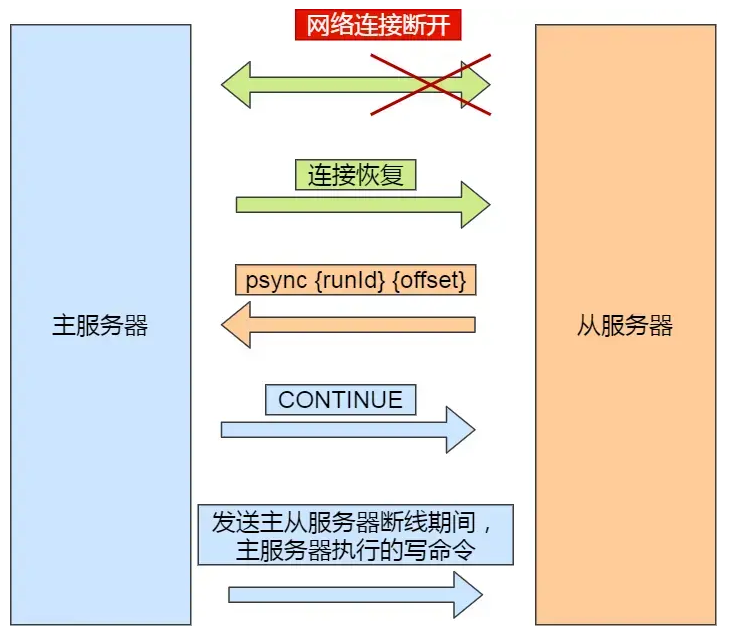 网络连接断开
连接恢复
psync {runId} {offset}
主服务器
从服务器
CONTINUE
发送主从服务器断线期间，
主服务器执行的写命令